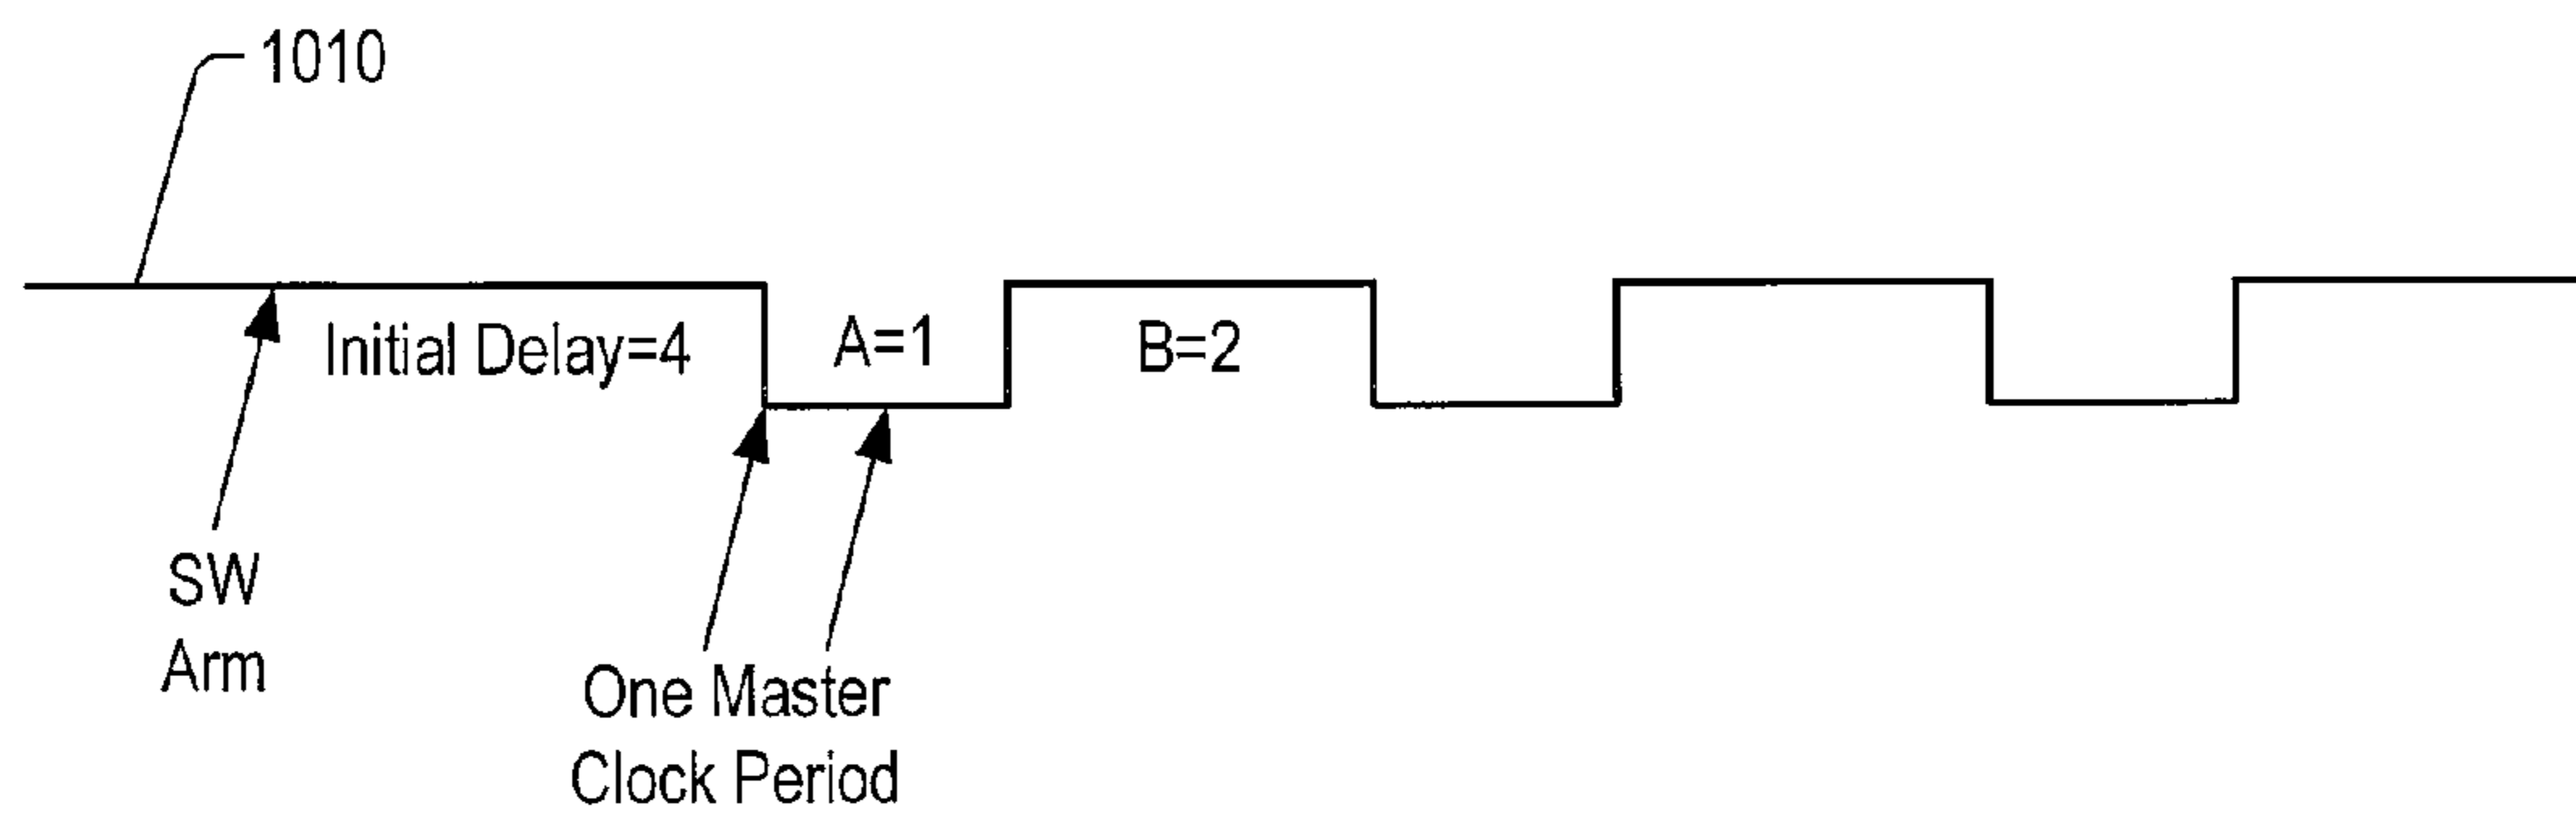 1010
Initial Delay=4
A=1
B=2
SW
Arm
One Master
Clock Period